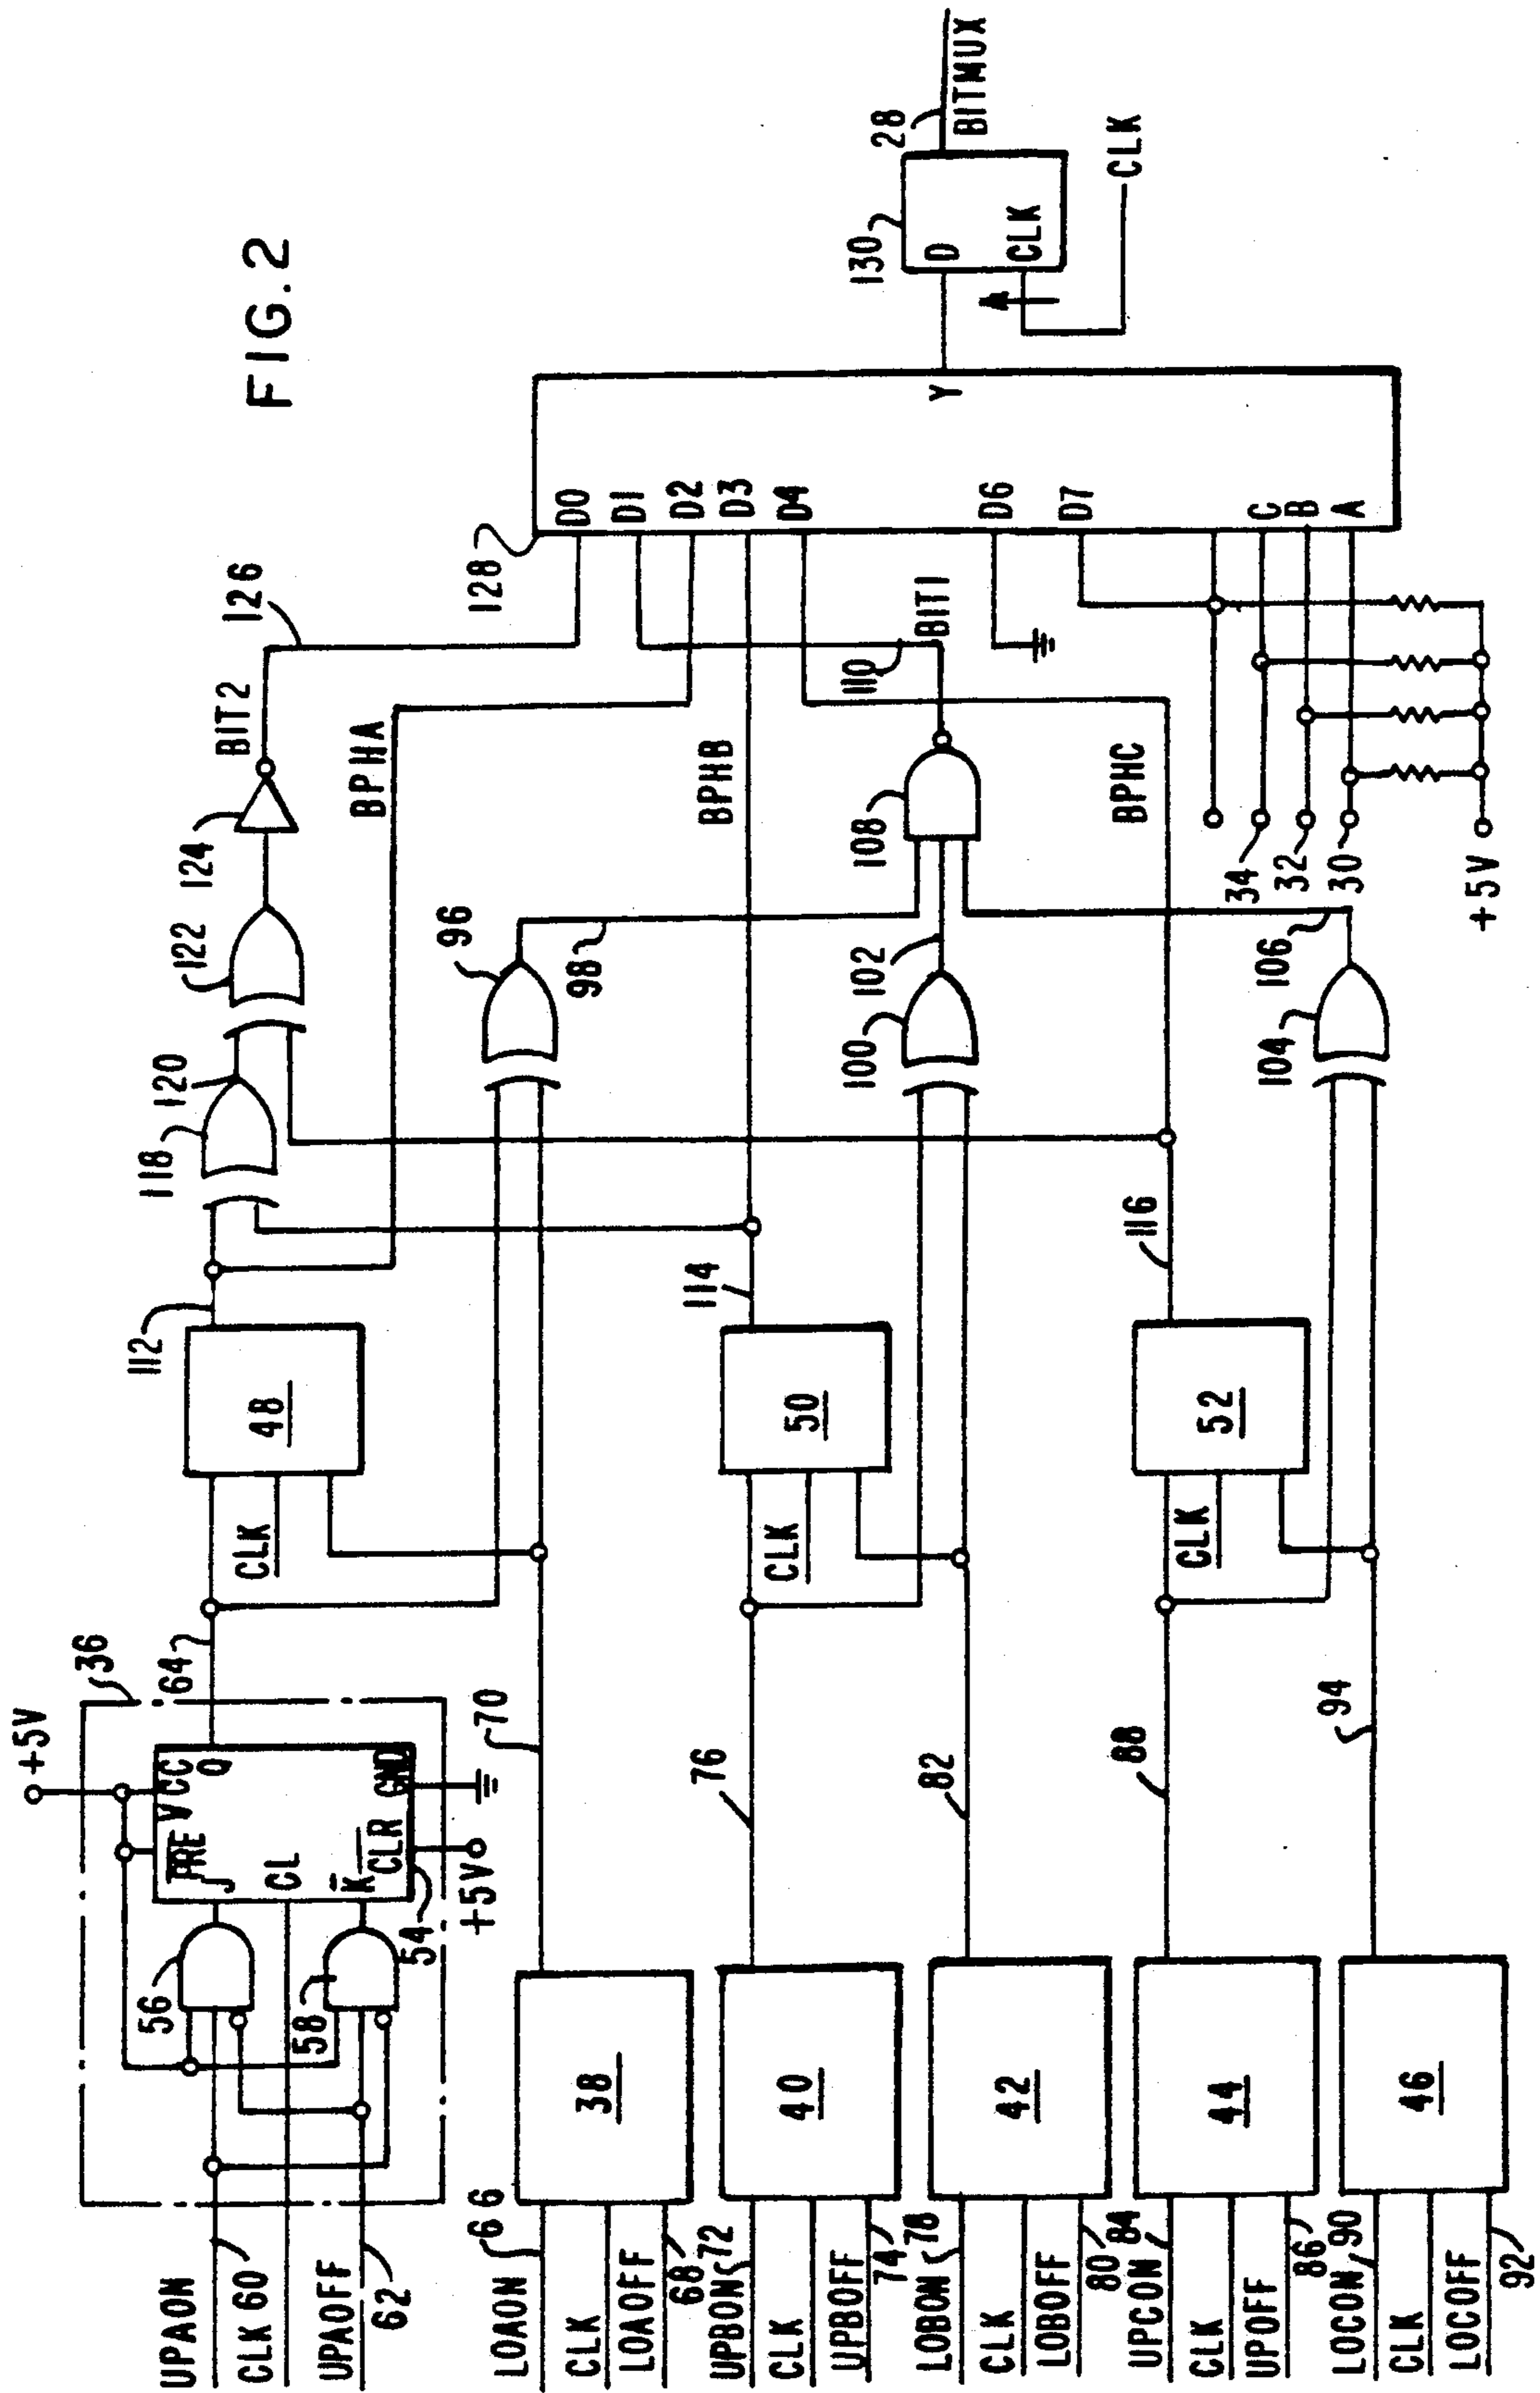 FIG. 2
+5V
36
VCC
PRE
Q
J
CL
K
CLR
GND
54
+5V
56
58
64
UPAON
CLK 60
UPAOFF
62
LOAON
66
CLK
LOAOFF
68
38
70
UPBON
72
CLK
UPBOFF
74
40
76
LOBON
78
CLK
LOBOFF
80
42
82
UPCON
84
CLK
UPOFF
86
44
88
LOCON
90
CLK
LOCOFF
92
46
94
CLK
48
112
CLK
50
114
CLK
52
116
118
120
122
124
BIT2
126
96
98
100
102
104
106
108
110
BIT1
BPHA
BPHB
BPHC
128
D0
D1
D2
D3
D4
D6
D7
C
B
A
Y
34
32
30
+5V
130
D
CLK
CLK
28
BITMUX